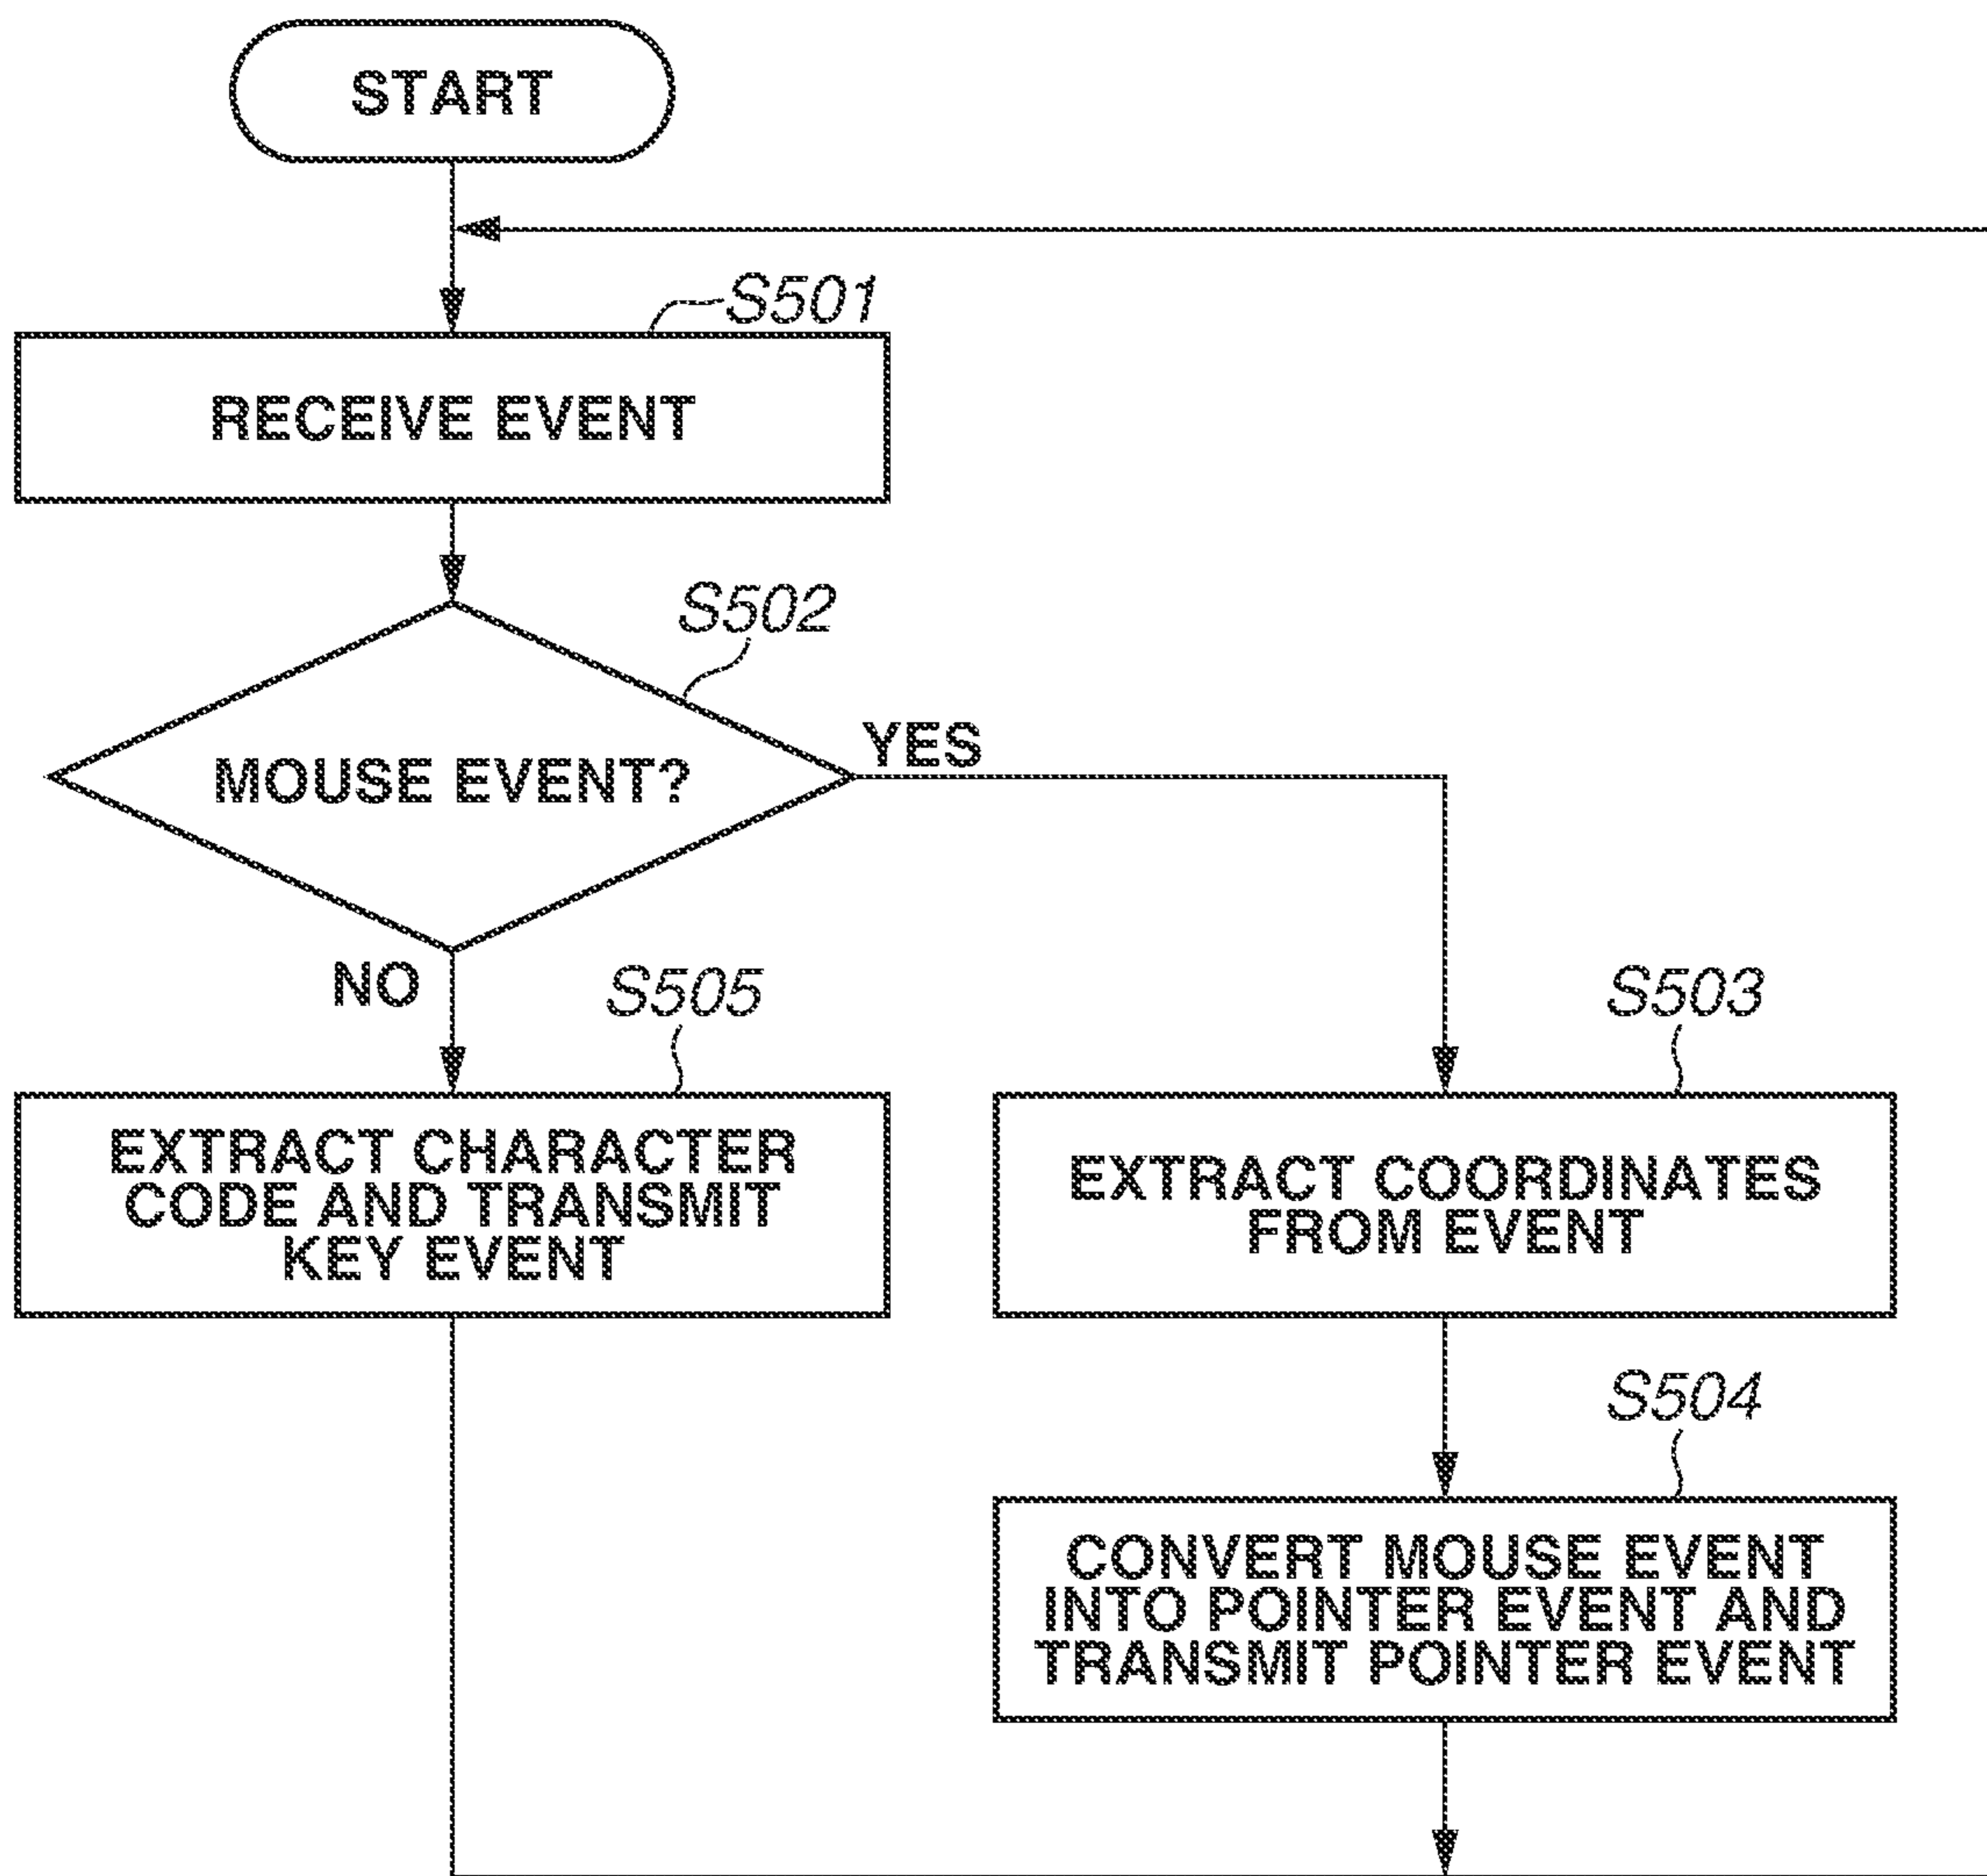 START
S501
RECEIVE EVENT
S502
MOUSE EVENT?
YES
NO
S505
S503
EXTRACT CHARACTER
CODE AND TRANSMIT
KEY EVENT
EXTRACT COORDINATES
FROM EVENT
S504
CONVERT MOUSE EVENT
INTO POINTER EVENT AND
TRANSMIT POINTER EVENT